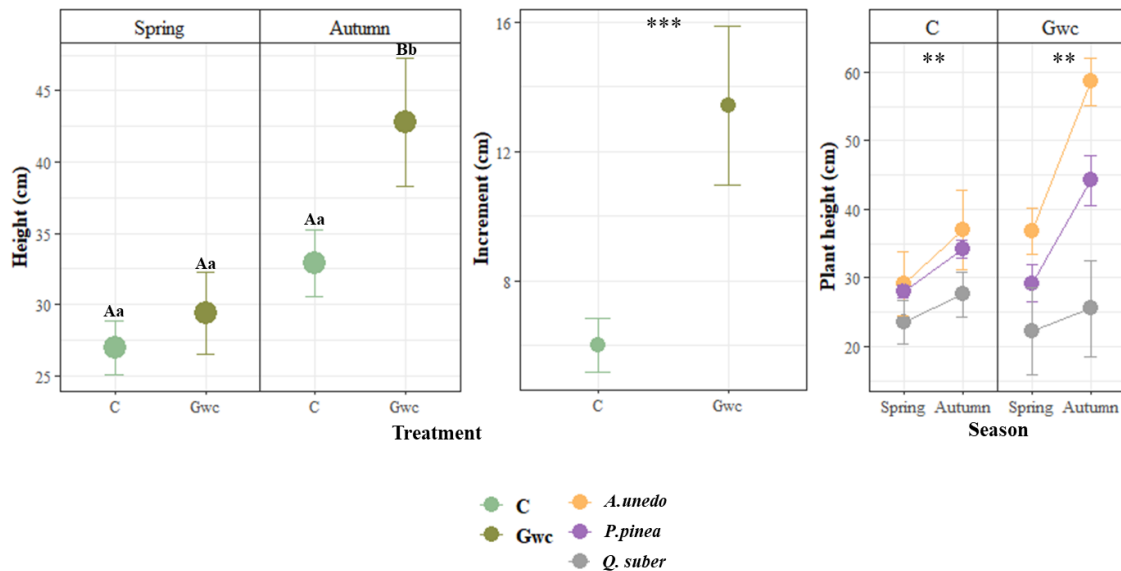 Spring
Autumn
Height (cm)
45
40
35
30
25
Aa
Aa
Aa
Bb
C
Gwc
C
Gwc
Treatment
Increment (cm)
16
12
8
***
C
Gwc
C
Gwc
Plant height (cm)
60
50
40
30
20
**
**
Spring
Autumn
Spring
Autumn
Season
C
Gwc
A.unedo
P.pinea
Q. suber